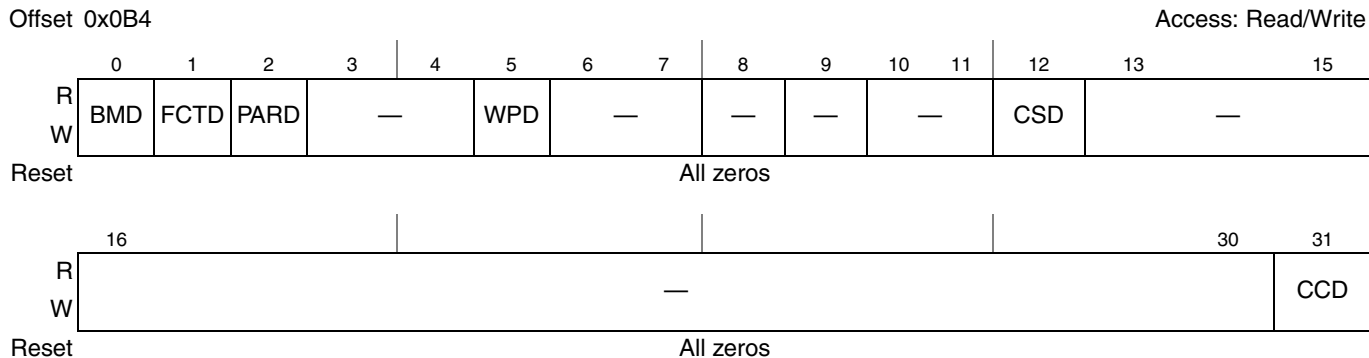 Offset 0x0B4 Access: Read/Write
0 1 2 3 4 5 6 7 8 9 10 11 12 13 15
R
BMD FCTD PARD — WPD — — — — CSD —
W
Reset All zeros
16 30 31
R
— CCD
W
Reset All zeros